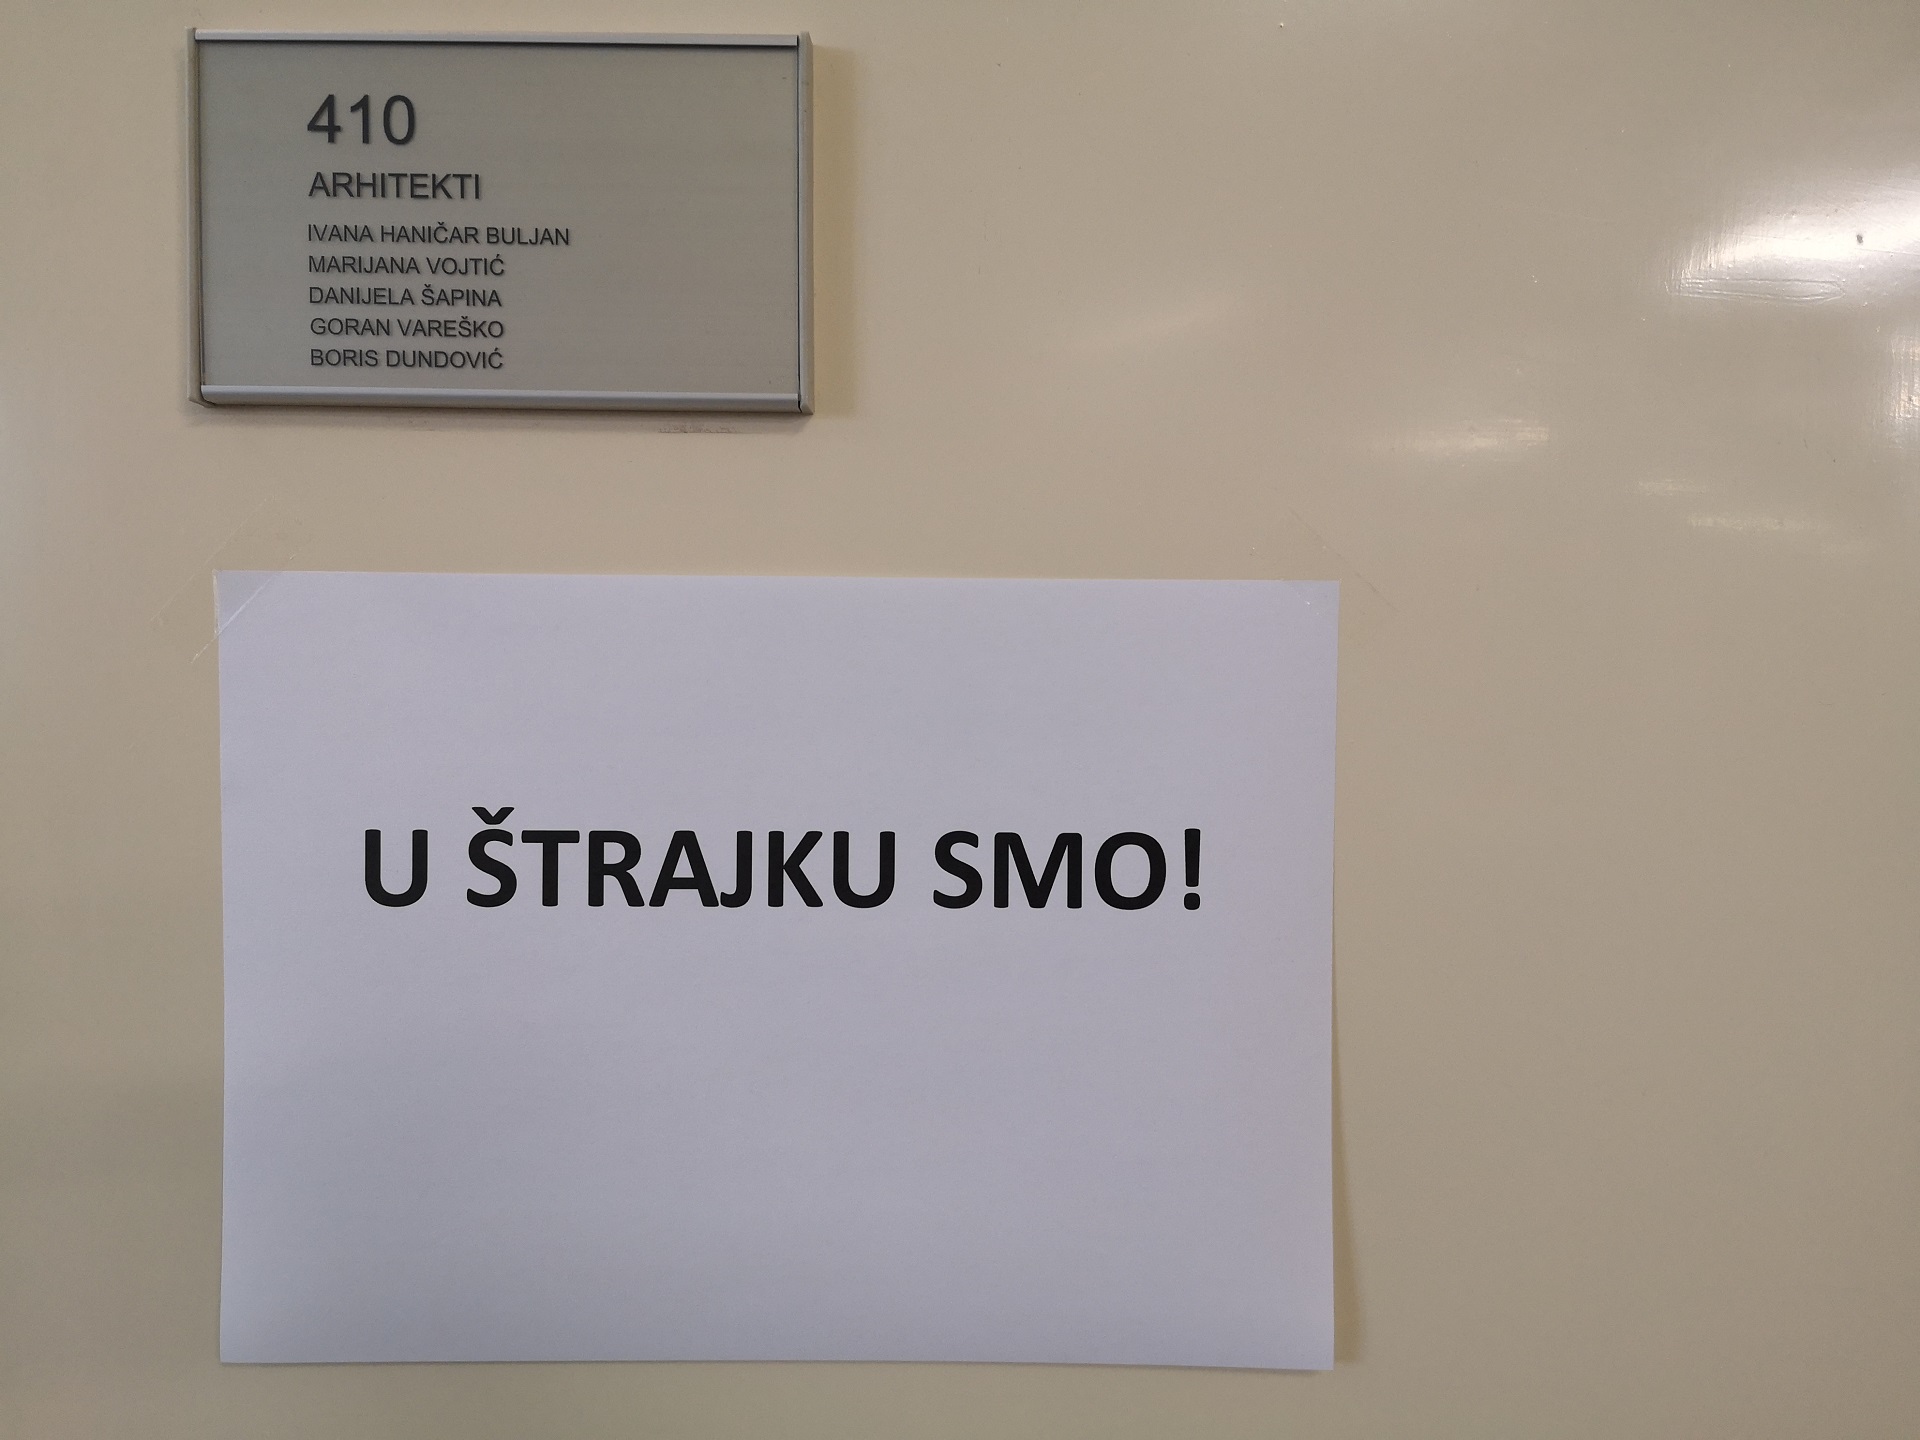 410
ARHITEKTI
IVANA HANIČAR BULJAN
MARIJANA VOJTIĆ
DANIJELA ŠAPINA
GORAN VAREŠKO
BORIS DUNDOVIĆ
U ŠTRAJKU SMO!